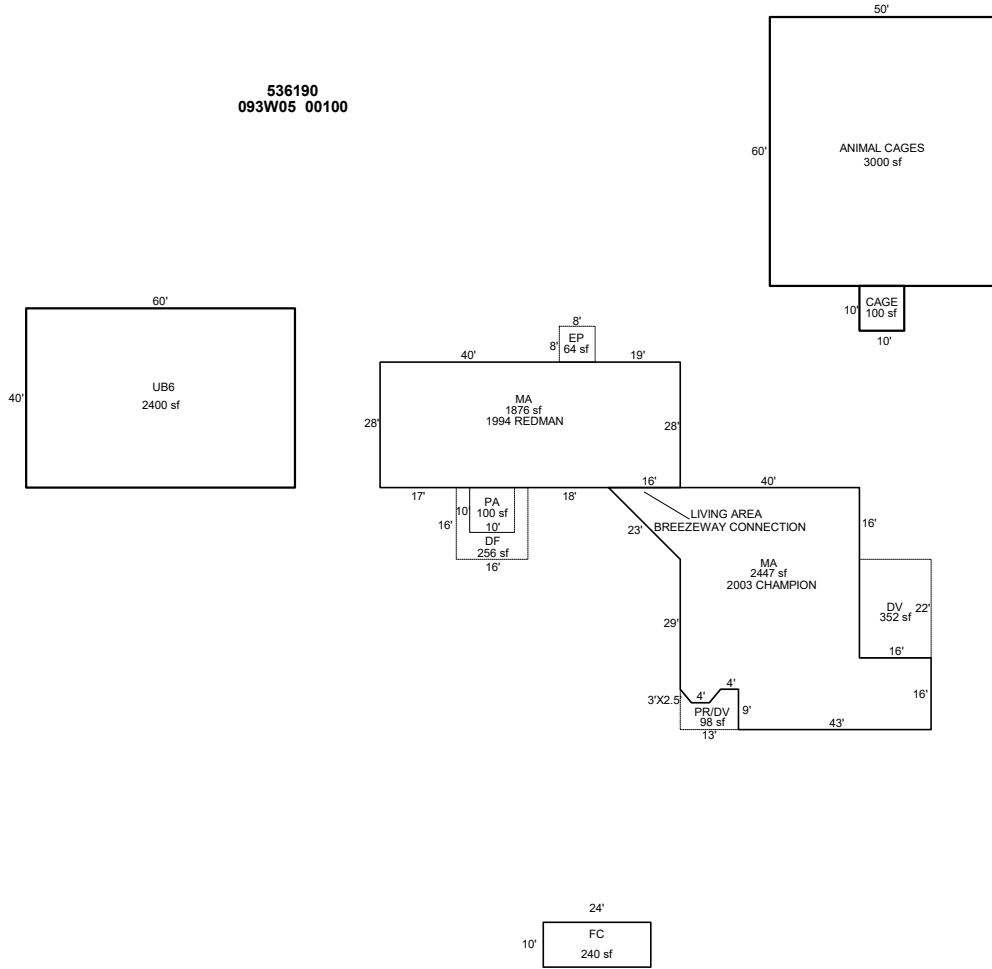 50'
536190
093W05 00100
ANIMAL CAGES
3000 sf
60'
CAGE
100 sf
10'
10'
60'
UB6
2400 sf
40'
8'
EP
64 sf
8'
40'
19'
MA
1876 sf
1994 REDMAN
28'
28'
17'
PA
100 sf
10'
10'
DF
256 sf
16'
16'
18'
16'
40'
LIVING AREA
BREEZEWAY CONNECTION
23'
16'
MA
2447 sf
2003 CHAMPION
DV
352 sf
22'
29'
16'
16'
3'X2.5'
4'
4'
PR/DV
98 sf
9'
13'
43'
24'
FC
240 sf
10'